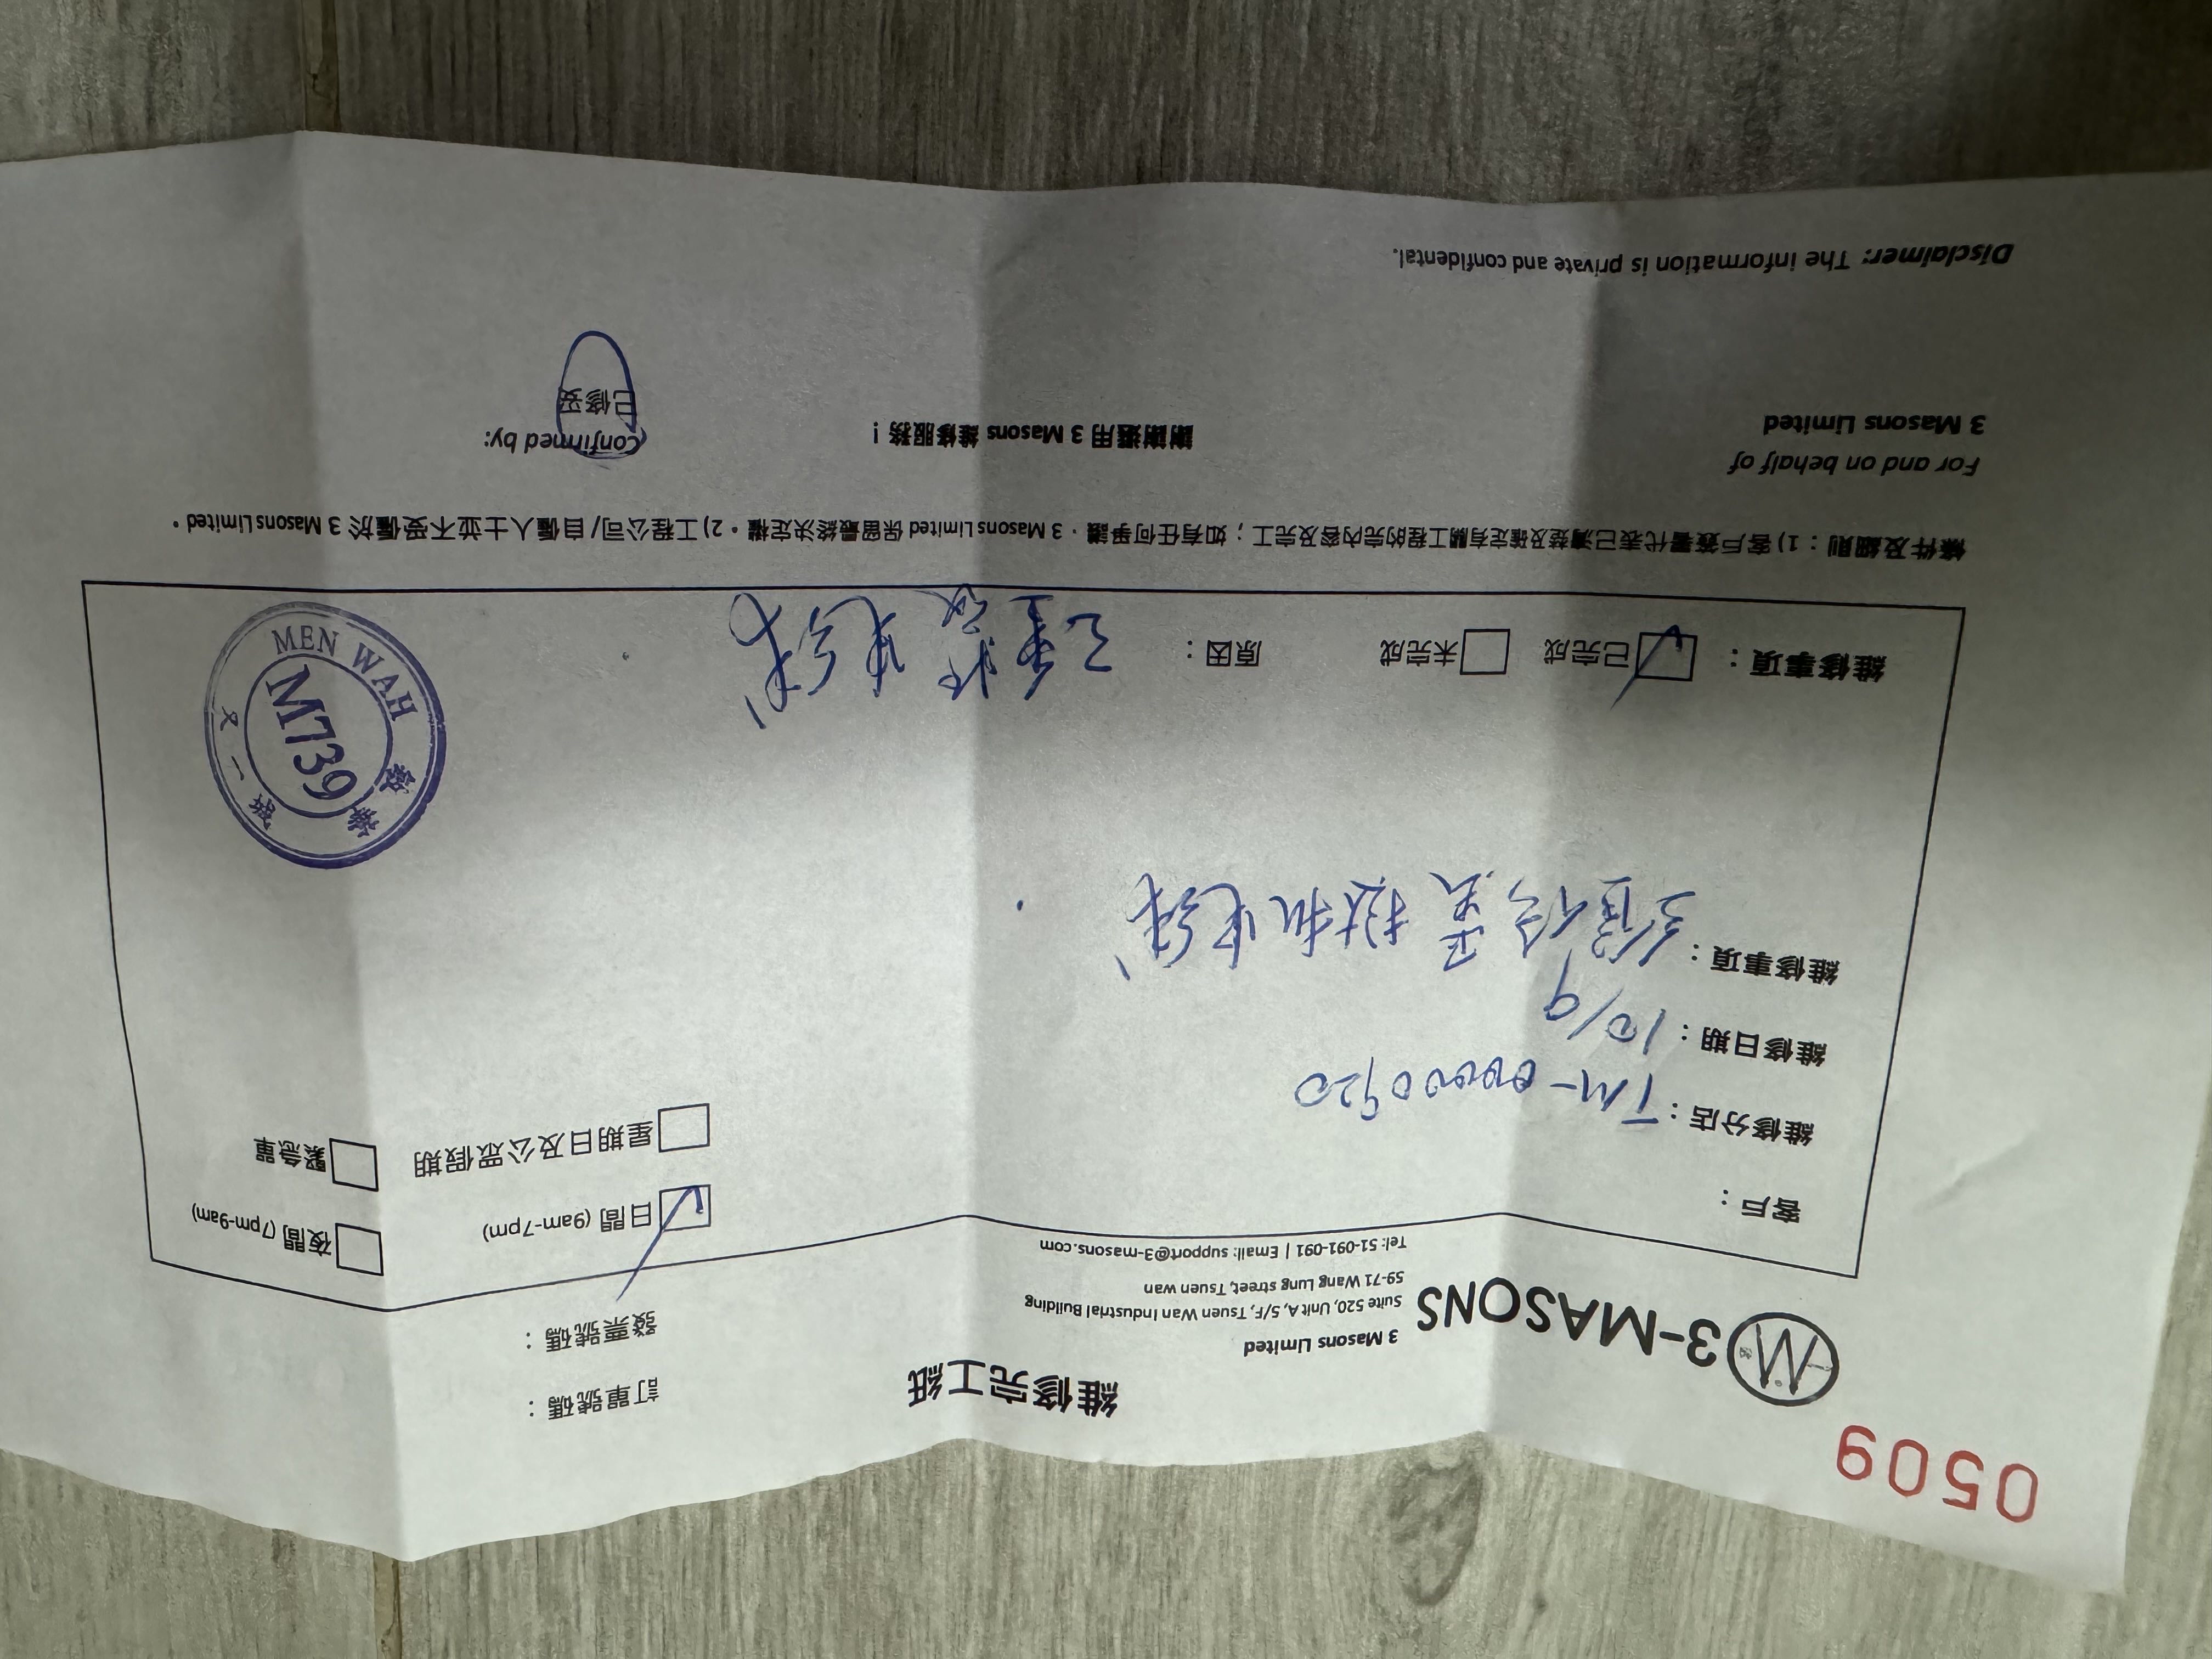 0509
3-MASONS
維修完工紙
3 Masons Limited
Suite 520, Unit A, 5/F, Tsuen Wan Industrial Building
59-71 Wang Lung street, Tsuen wan
Tel: 51-091-091 | Email: support@3-masons.com
訂單號碼：
發票號碼：
客戶：
日間 (9am-7pm)
夜間 (7pm-9am)
星期日及公眾假期
緊急單
維修分店：TM-00000920
維修日期：10/9
維修事項：維修 電線
維修事項：
已完成
未完成
原因：
電線
MEN WAH
M739
條件及細則：1) 客戶簽署代表已清楚及確定有關工程的完內容及完工；如有任何爭議，3 Masons Limited 保留最終決定權。2) 工程公司/ 自僱人士並不受僱於 3 Masons Limited。
For and on behalf of
3 Masons Limited
謝謝選用 3 Masons 維修服務！
Confirmed by:
已修妥
Disclaimer: The information is private and confidental.